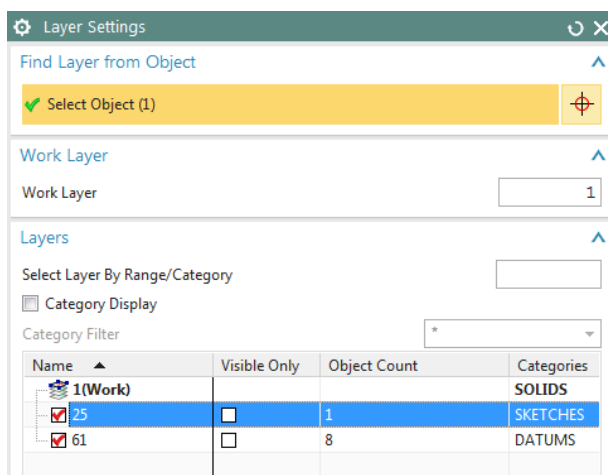 Layer Settings
Find Layer from Object
Select Object (1)
Work Layer
Work Layer 1
Layers
Select Layer By Range/Category
Category Display
Category Filter *
Name Visible Only Object Count Categories
1(Work) SOLIDS
25 1 SKETCHES
61 8 DATUMS